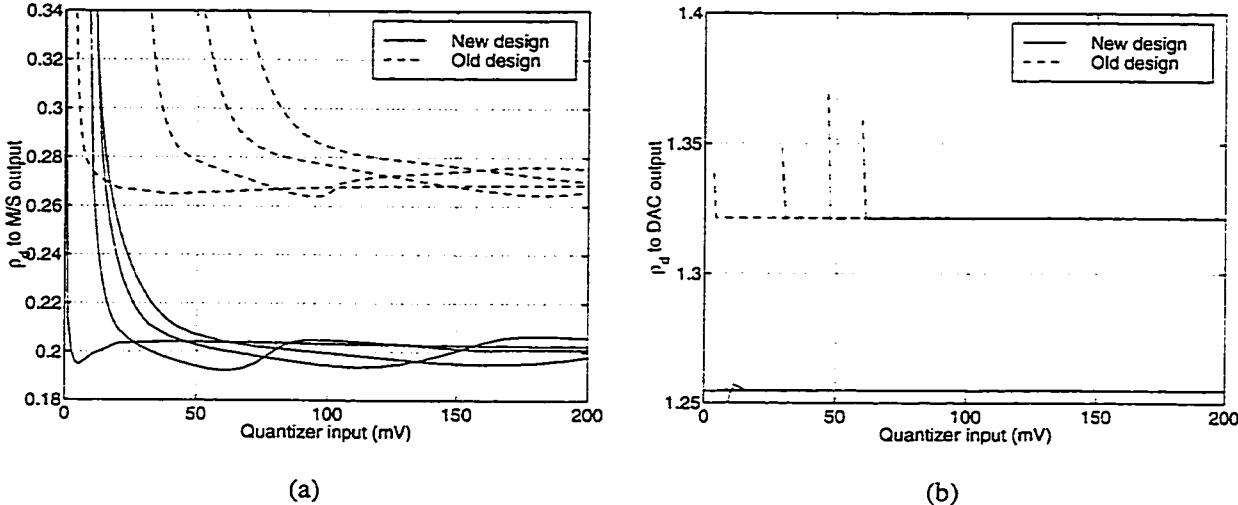 0.34
0.32
0.3
0.28
0.26
0.24
0.22
0.2
0.18
ρd to M/S output
New design
Old design
0
50
100
150
200
Quantizer input (mV)
(a)
1.4
1.35
1.3
1.25
ρd to DAC output
New design
Old design
0
50
100
150
200
Quantizer input (mV)
(b)